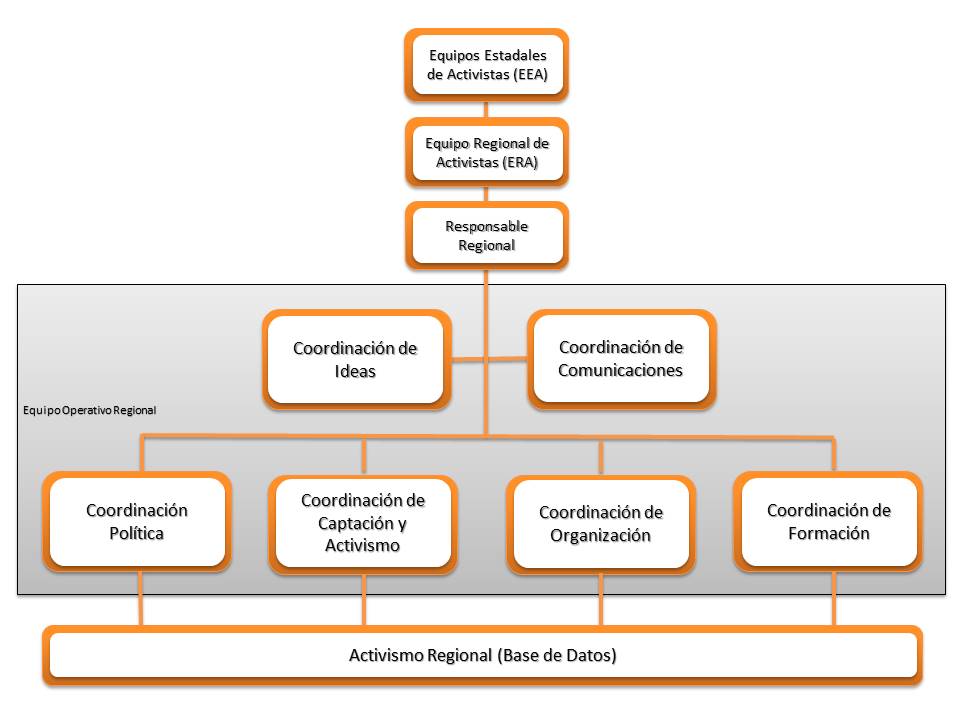 Equipos Estadales
de Activistas (EEA)
Equipo Regional de
Activistas (ERA)
Responsable
Regional
Coordinación de
Ideas
Coordinación de
Comunicaciones
Equipo Operativo Regional
Coordinación
Política
Coordinación de
Captación y
Activismo
Coordinación de
Organización
Coordinación de
Formación
Activismo Regional (Base de Datos)